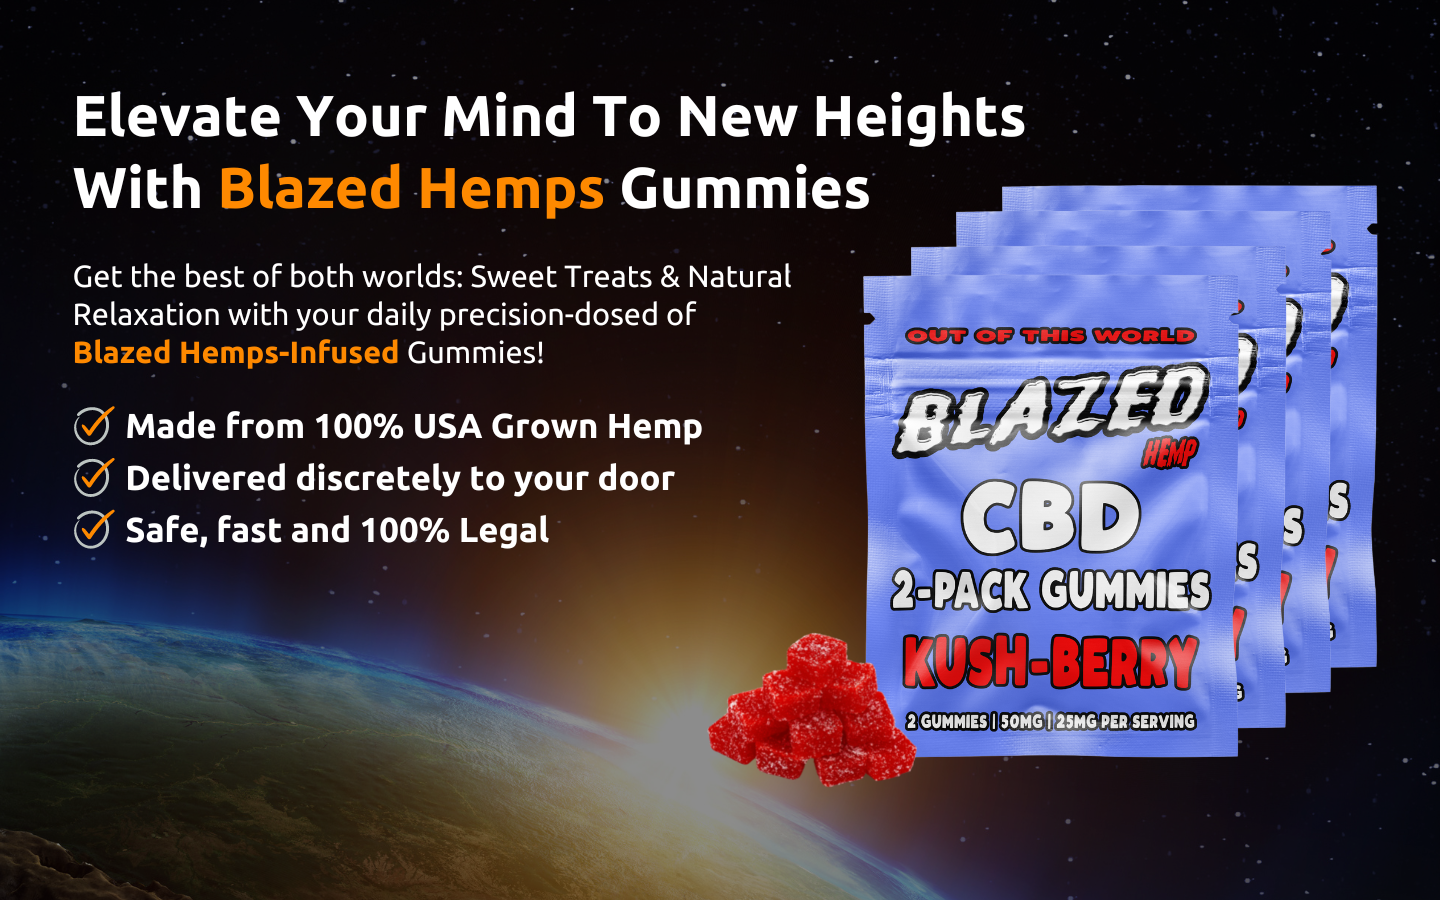 Elevate Your Mind To New Heights
With Blazed Hemps Gummies
Get the best of both worlds: Sweet Treats & Natural
Relaxation with your daily precision-dosed of
Blazed Hemps-Infused Gummies!
Made from 100% USA Grown Hemp
Delivered discretely to your door
Safe, fast and 100% Legal
OUT OF THIS WORLD
BLAZED
HEMP
CBD
2-PACK GUMMIES
KUSH-BERRY
2 GUMMIES | 50MG | 25MG PER SERVING